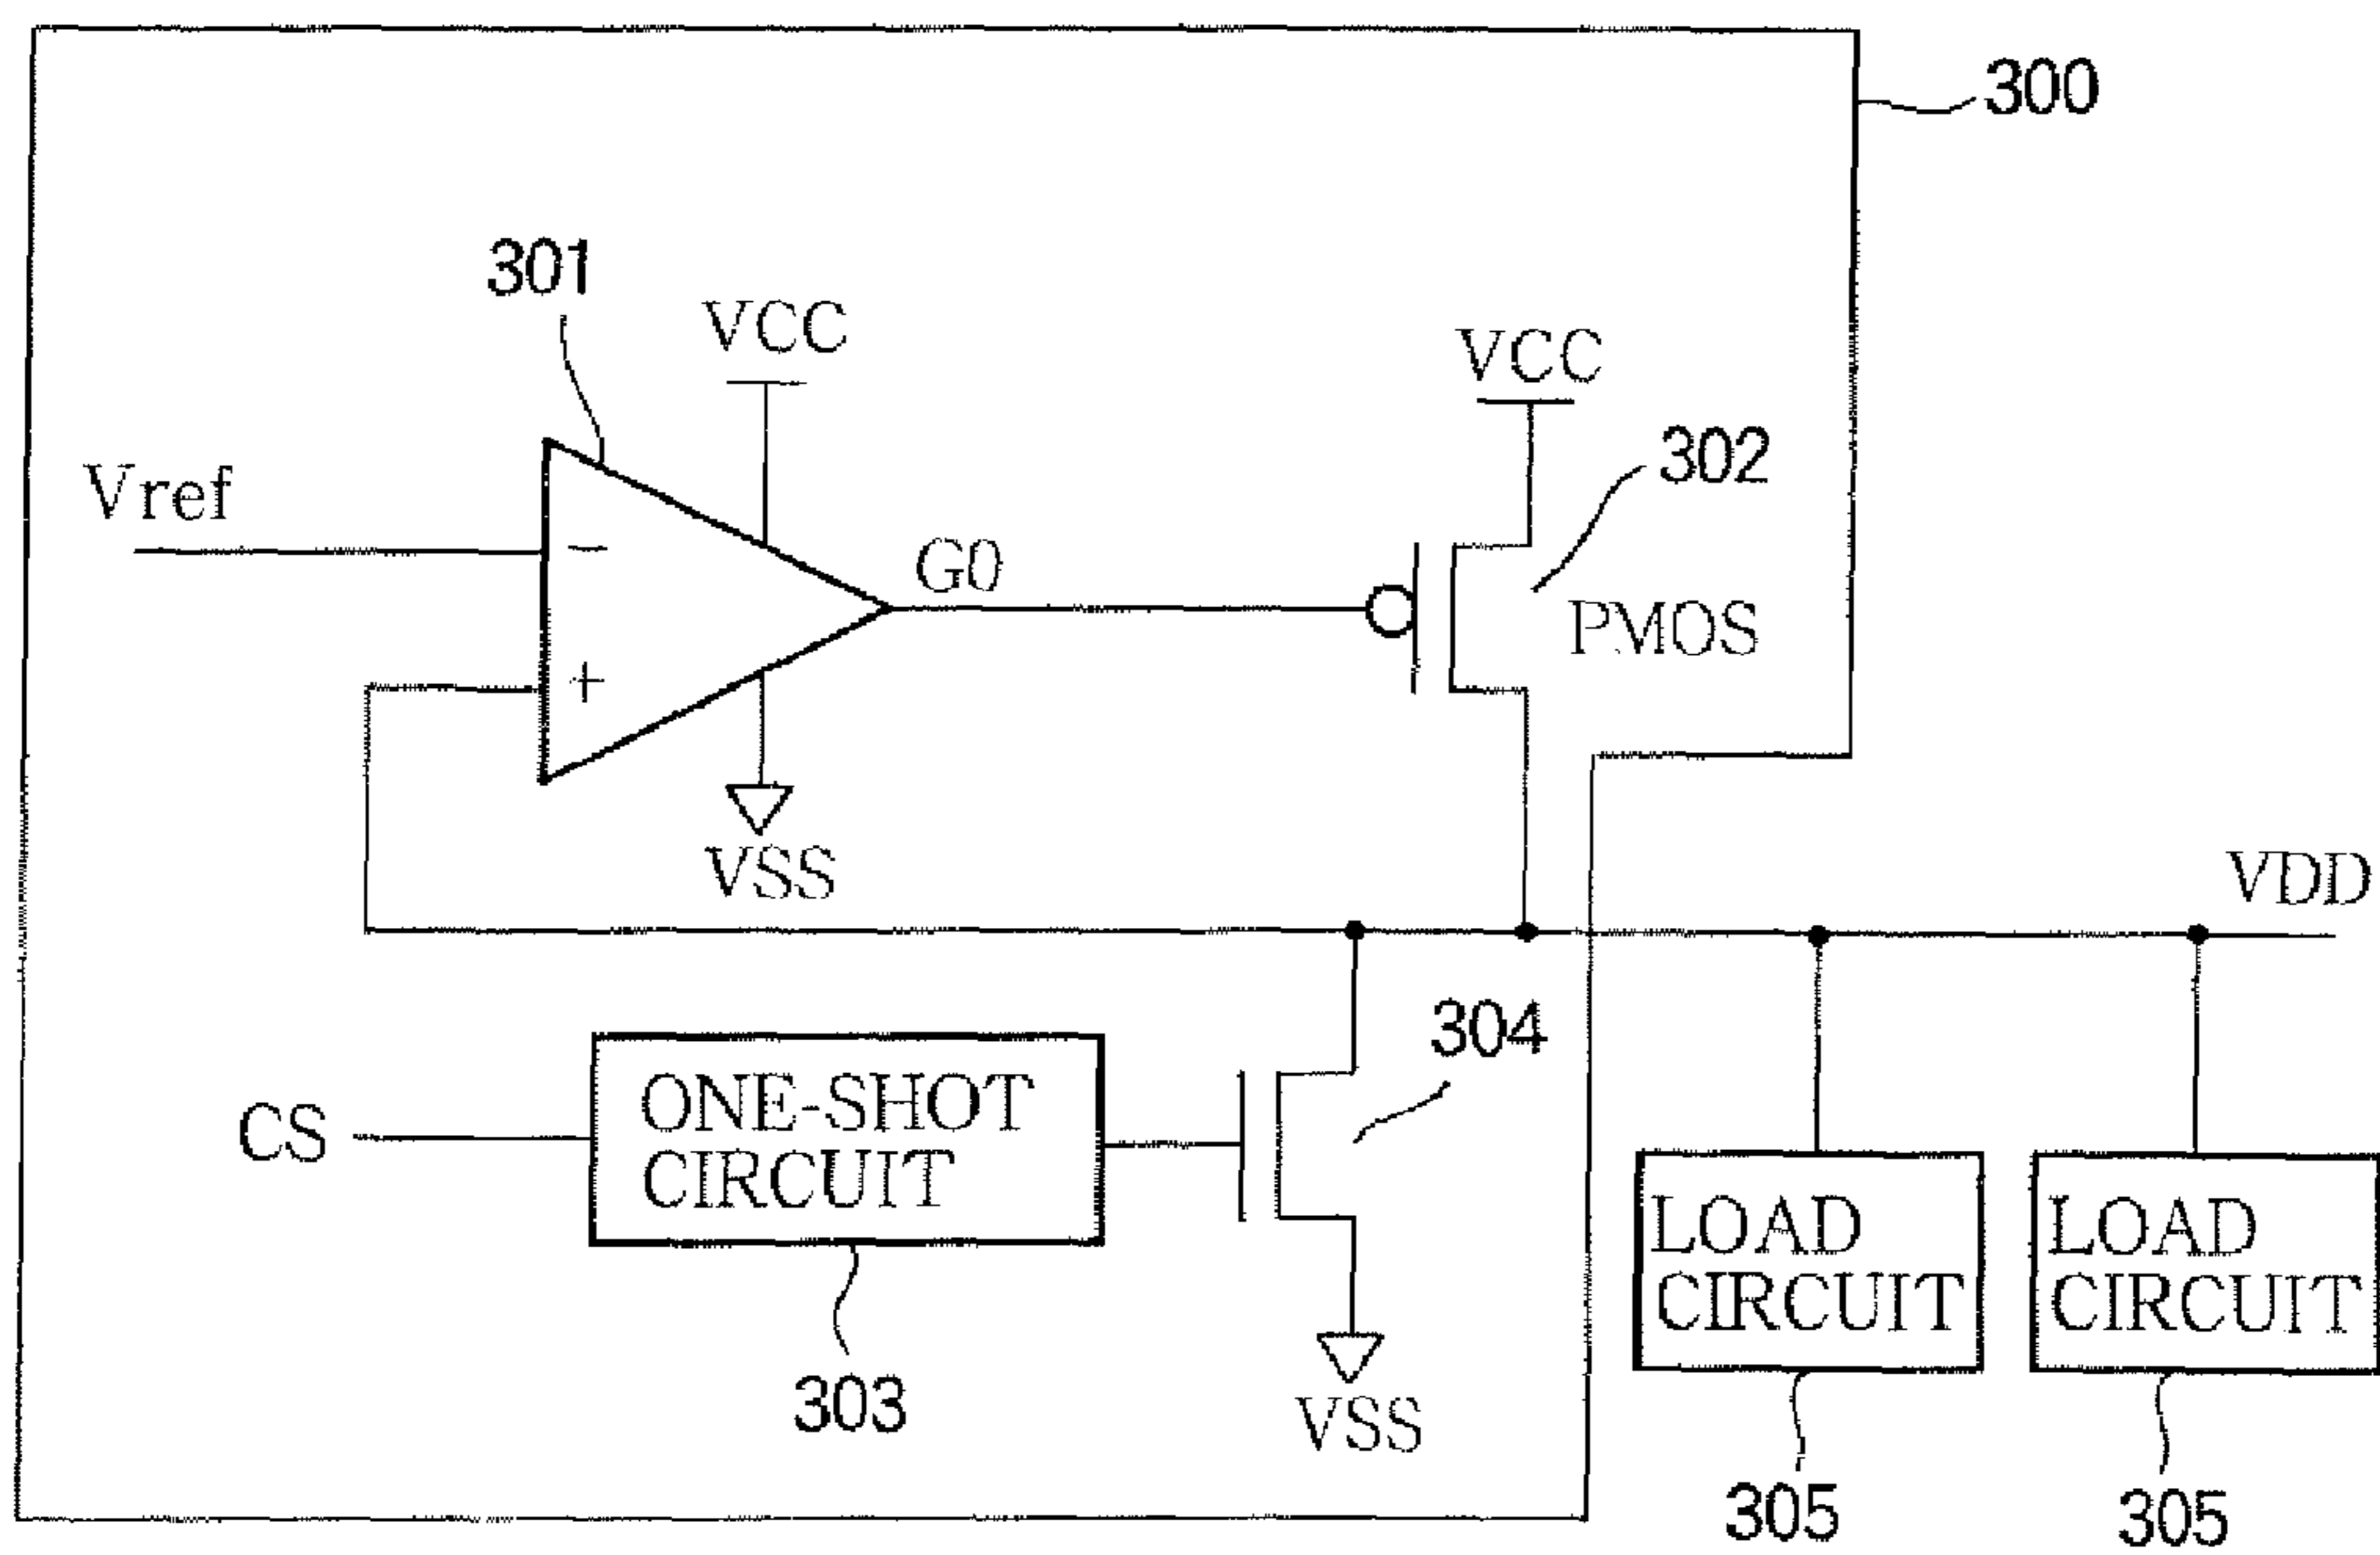 300
301
VCC
VCC
302
Vref
−
G0
PMOS
+
VSS
VDD
304
ONE-SHOT
CIRCUIT
CS
LOAD
CIRCUIT
LOAD
CIRCUIT
303
VSS
305
305